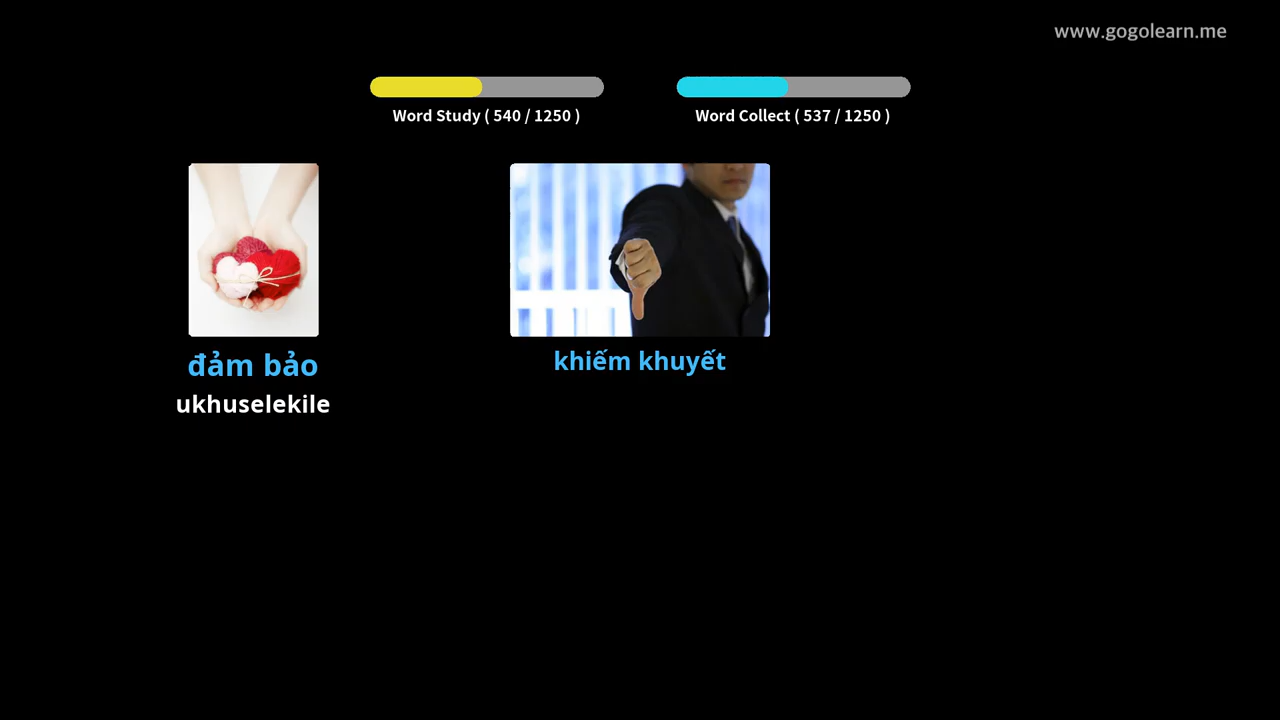 www.gogolearn.me
Word Study ( 540 / 1250 )
Word Collect ( 537 / 1250 )
đảm bảo
ukhuselekile
khiếm khuyết